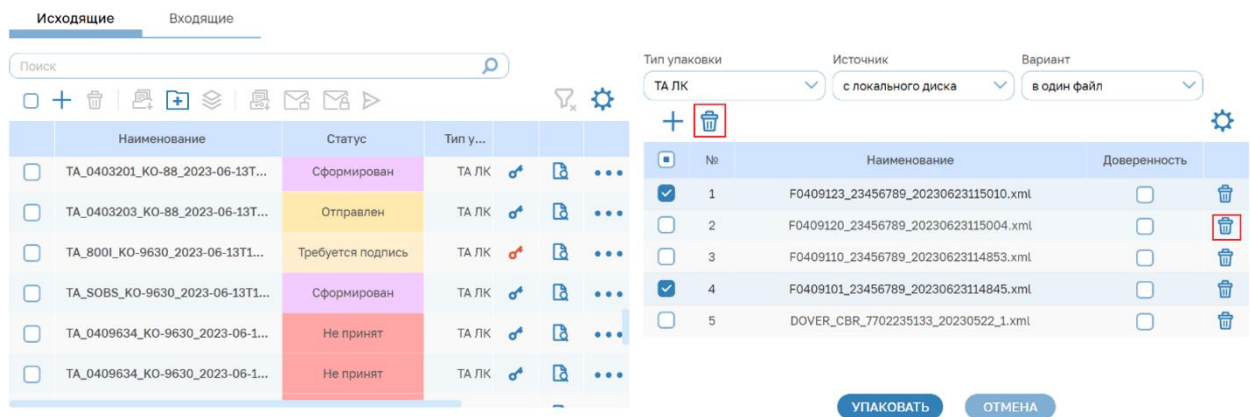 Исходящие Входящие
Поиск
Наименование Статус Тип у...
TA_0403201_KO-88_2023-06-13T... Сформирован ТА ЛК
TA_0403203_KO-88_2023-06-13T... Отправлен ТА ЛК
TA_800I_KO-9630_2023-06-13T1... Требуется подпись ТА ЛК
TA_SOBS_KO-9630_2023-06-13T1... Сформирован ТА ЛК
TA_0409634_KO-9630_2023-06-1... Не принят ТА ЛК
TA_0409634_KO-9630_2023-06-1... Не принят ТА ЛК
Тип упаковки Источник Вариант
ТА ЛК с локального диска в один файл
№ Наименование Доверенность
1 F0409123_23456789_20230623115010.xml
2 F0409120_23456789_20230623115004.xml
3 F0409110_23456789_20230623114853.xml
4 F0409101_23456789_20230623114845.xml
5 DOVER_CBR_7702235133_20230522_1.xml
УПАКОВАТЬ ОТМЕНА